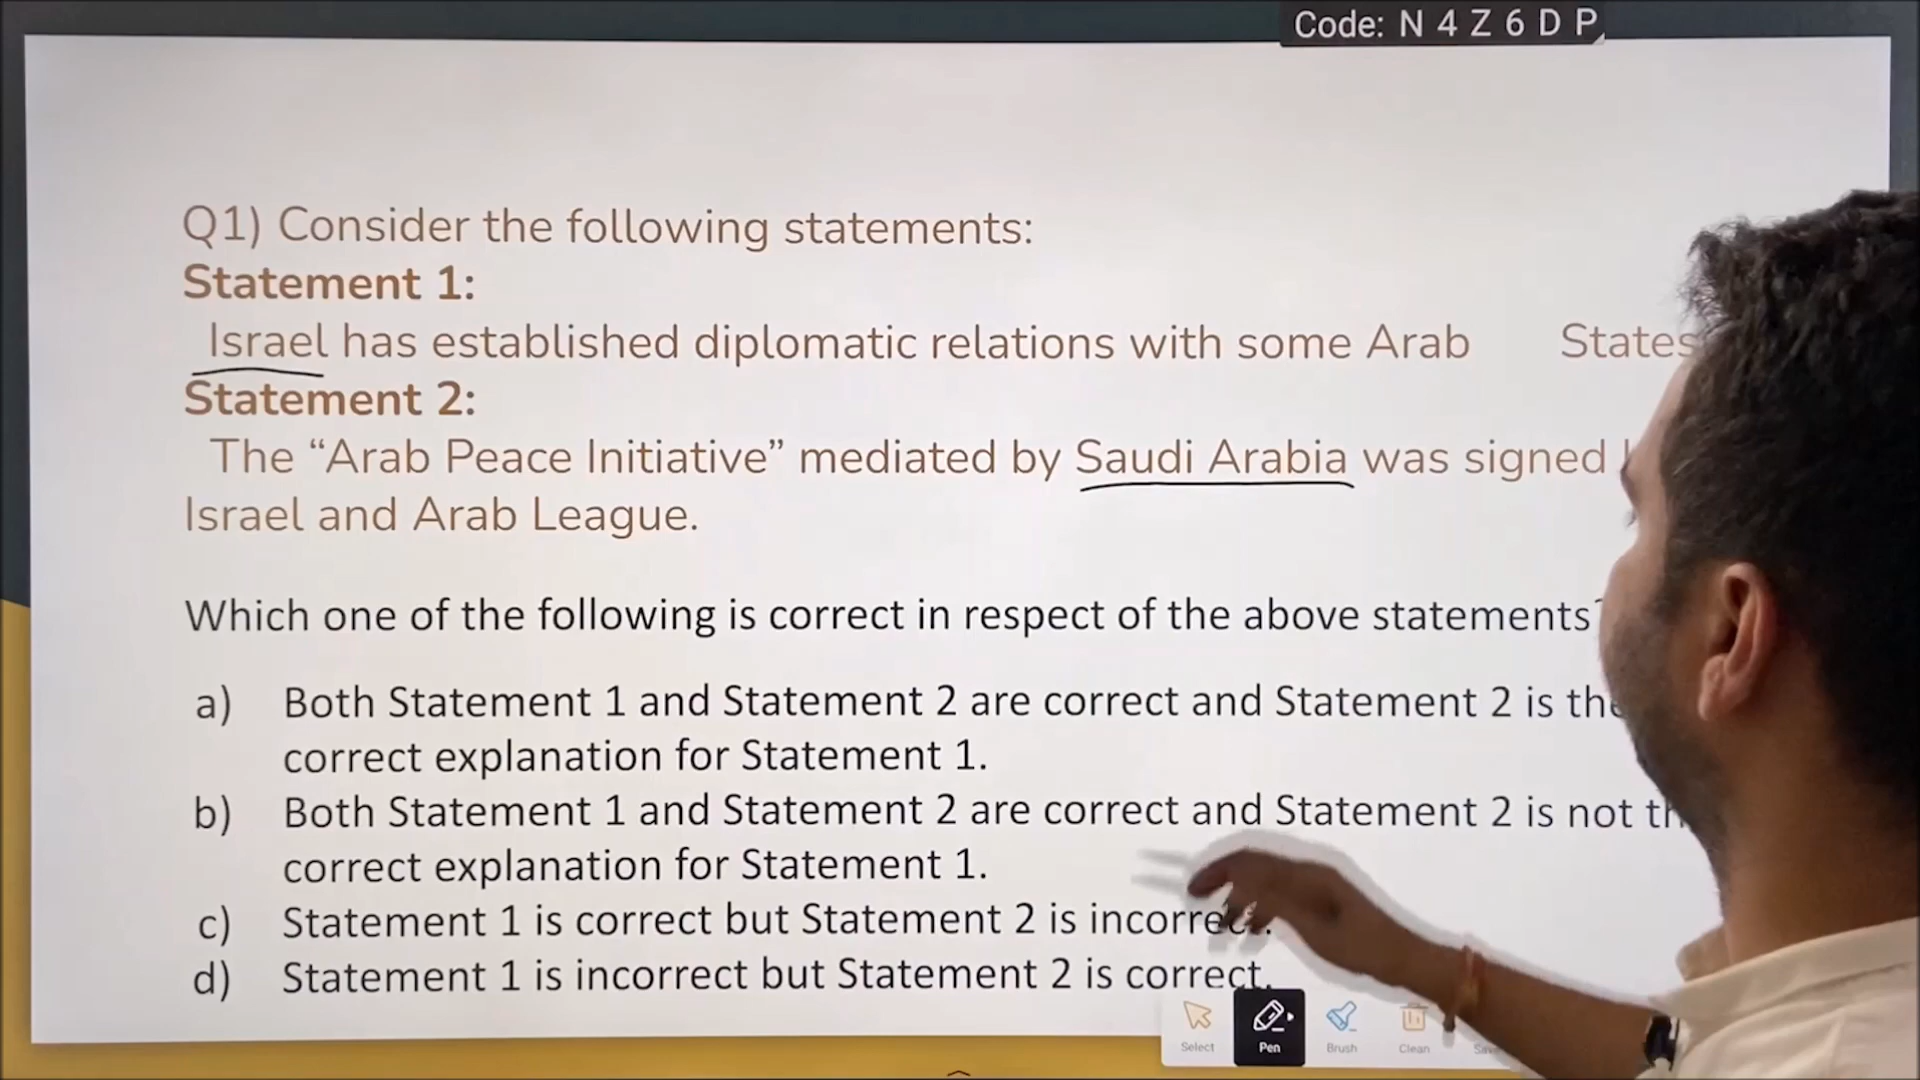 Code: N 4 Z 6 D P
Q1) Consider the following statements:
Statement 1:
Israel has established diplomatic relations with some Arab States
Statement 2:
The “Arab Peace Initiative” mediated by Saudi Arabia was signed
Israel and Arab League.
Which one of the following is correct in respect of the above statements?
a) Both Statement 1 and Statement 2 are correct and Statement 2 is the
correct explanation for Statement 1.
b) Both Statement 1 and Statement 2 are correct and Statement 2 is not
correct explanation for Statement 1.
c) Statement 1 is correct but Statement 2 is incorrect.
d) Statement 1 is incorrect but Statement 2 is correct.
Select Pen Brush Clean